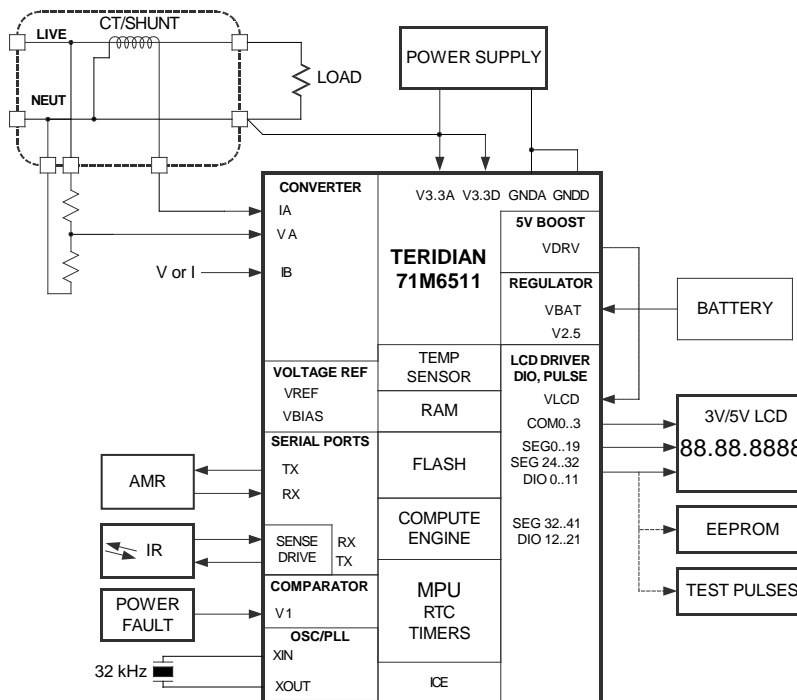 CT/SHUNT
LIVE
NEUT
LOAD
POWER SUPPLY
CONVERTER
IA
VA
V or I
IB
V3.3A V3.3D GNDA GNDD
TERIDIAN
71M6511
5V BOOST
VDRV
REGULATOR
VBAT
V2.5
BATTERY
VOLTAGE REF
VREF
VBIAS
TEMP
SENSOR
RAM
FLASH
COMPUTE
ENGINE
MPU
RTC
TIMERS
ICE
LCD DRIVER
DIO, PULSE
VLCD
COM0..3
SEG0..19
SEG 24..32
DIO 0..11
SEG 32..41
DIO 12..21
3V/5V LCD
88.88.8888
EEPROM
TEST PULSES
SERIAL PORTS
TX
RX
AMR
SENSE
DRIVE
RX
TX
IR
COMPARATOR
V1
POWER
FAULT
OSC/PLL
XIN
XOUT
32 kHz